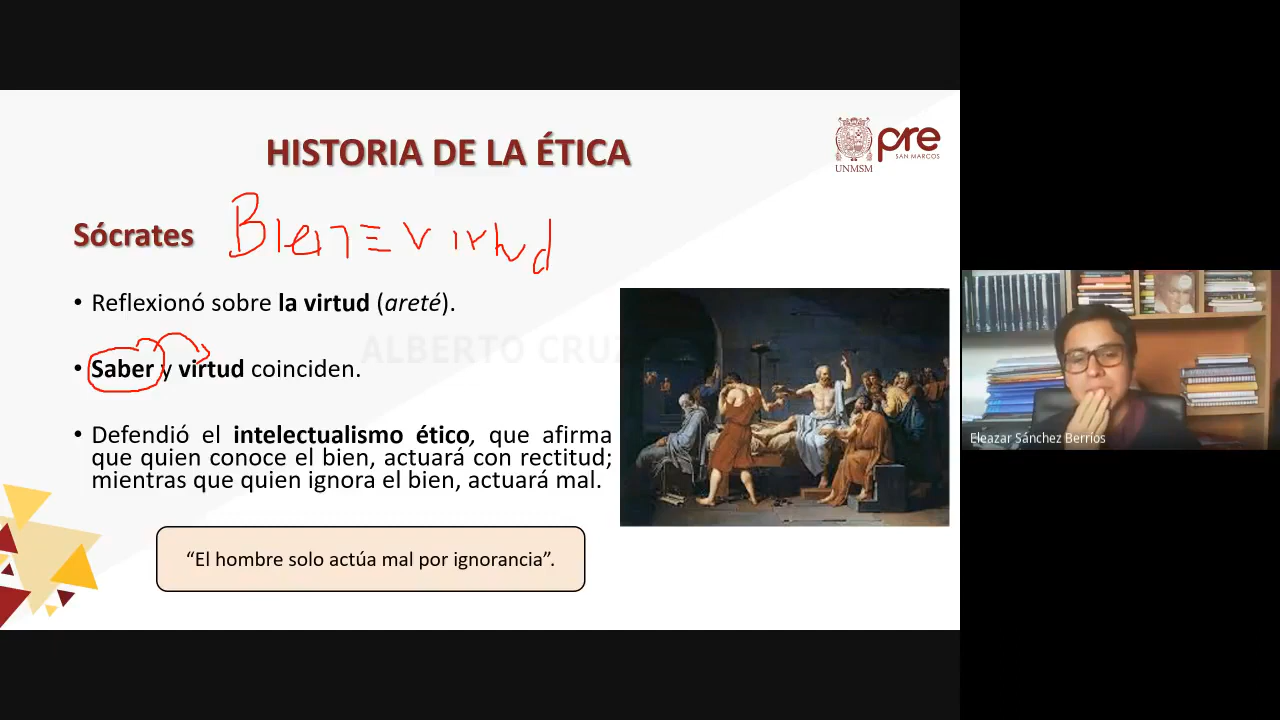 HISTORIA DE LA ÉTICA
UNMSM
pre
SAN MARCOS
Sócrates
Bien ≡ virtud
• Reflexionó sobre la virtud (areté).
ALBERTO CRUZ
• Saber y virtud coinciden.
• Defendió el intelectualismo ético, que afirma
que quien conoce el bien, actuará con rectitud;
mientras que quien ignora el bien, actuará mal.
“El hombre solo actúa mal por ignorancia”.
Eleazar Sánchez Berrios